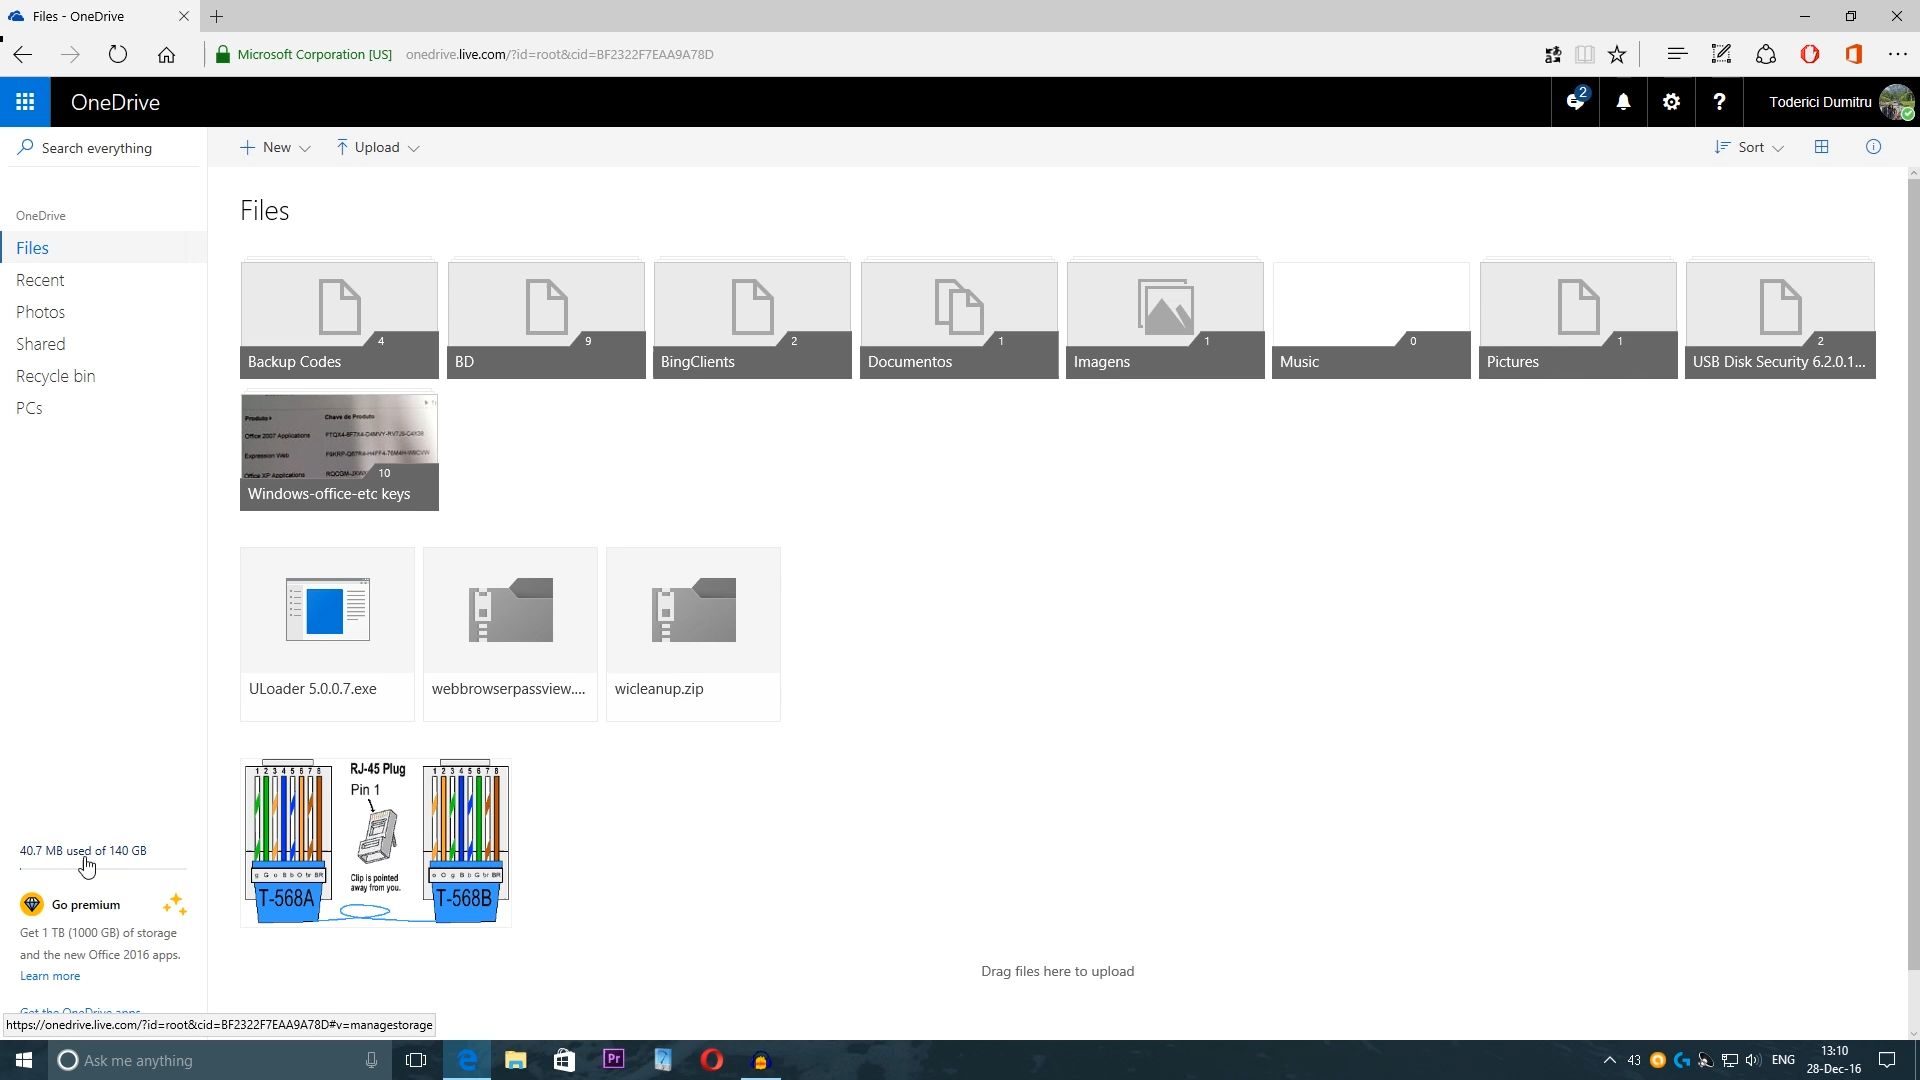 Files - OneDrive
Microsoft Corporation [US] onedrive.live.com/?id=root&cid=BF2322F7EAA9A78D
OneDrive
2
Toderici Dumitru
Search everything
New
Upload
Sort
OneDrive
Files
Recent
Photos
Shared
Recycle bin
PCs
Files
4
Backup Codes
9
BD
2
BingClients
1
Documentos
1
Imagens
0
Music
1
Pictures
2
USB Disk Security 6.2.0.1...
Produto Chave do Produto
Office 2007 Applications
Expression Web
Office XP Applications
10
Windows-office-etc keys
ULoader 5.0.0.7.exe
webbrowserpassview....
wicleanup.zip
1 2 3 4 5 6 7 8
RJ-45 Plug
Pin 1
1 2 3 4 5 6 7 8
g G o B b O br BR
Clip is pointed
away from you.
o O g B b G br BR
T-568A
T-568B
Drag files here to upload
40.7 MB used of 140 GB
Go premium
Get 1 TB (1000 GB) of storage
and the new Office 2016 apps.
Learn more
Get the OneDrive apps
https://onedrive.live.com/?id=root&cid=BF2322F7EAA9A78D#v=managestorage
Ask me anything
Pr
43
ENG
13:10
28-Dec-16